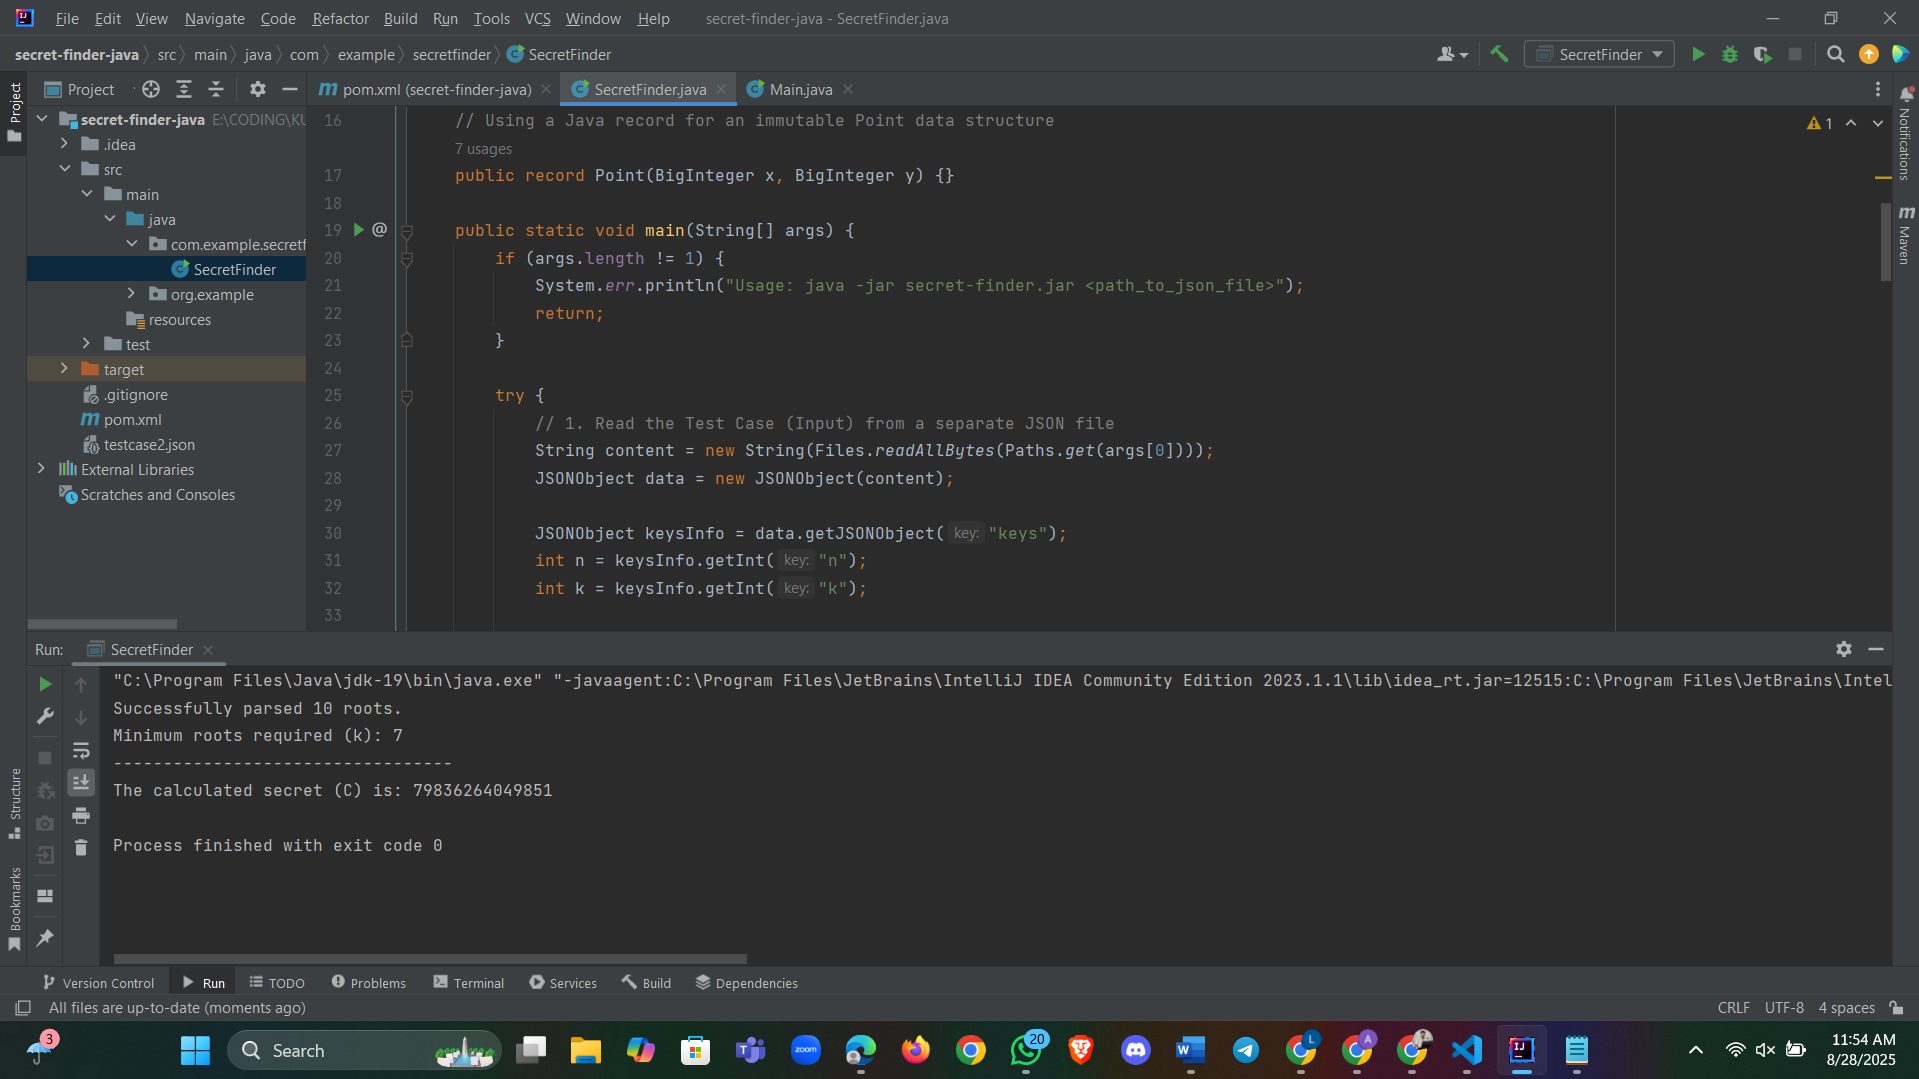 File Edit View Navigate Code Refactor Build Run Tools VCS Window Help secret-finder-java - SecretFinder.java
secret-finder-java src main java com example secretfinder SecretFinder
SecretFinder
Project
Project
pom.xml (secret-finder-java) SecretFinder.java Main.java
secret-finder-java E:\CODING\KU
.idea
src
main
java
com.example.secretf
SecretFinder
org.example
resources
test
target
.gitignore
pom.xml
testcase2.json
External Libraries
Scratches and Consoles
16 // Using a Java record for an immutable Point data structure
7 usages
17 public record Point(BigInteger x, BigInteger y) {}
18
19 @ public static void main(String[] args) {
20 if (args.length != 1) {
21 System.err.println("Usage: java -jar secret-finder.jar <path_to_json_file>");
22 return;
23 }
24
25 try {
26 // 1. Read the Test Case (Input) from a separate JSON file
27 String content = new String(Files.readAllBytes(Paths.get(args[0])));
28 JSONObject data = new JSONObject(content);
29
30 JSONObject keysInfo = data.getJSONObject( key: "keys");
31 int n = keysInfo.getInt( key: "n");
32 int k = keysInfo.getInt( key: "k");
33
1
Notifications
Maven
Run: SecretFinder
"C:\Program Files\Java\jdk-19\bin\java.exe" "-javaagent:C:\Program Files\JetBrains\IntelliJ IDEA Community Edition 2023.1.1\lib\idea_rt.jar=12515:C:\Program Files\JetBrains\Intel
Successfully parsed 10 roots.
Minimum roots required (k): 7
----------------------------------
The calculated secret (C) is: 79836264049851
Process finished with exit code 0
Structure
Bookmarks
Version Control Run TODO Problems Terminal Services Build Dependencies
All files are up-to-date (moments ago) CRLF UTF-8 4 spaces
3
Search
zoom
20
L
A
11:54 AM
8/28/2025